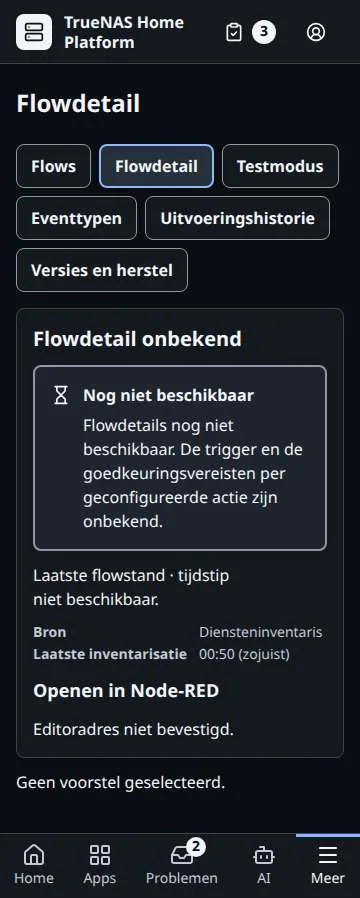 TrueNAS Home
Platform
3
Flowdetail
Flows
Flowdetail
Testmodus
Eventtypen
Uitvoeringshistorie
Versies en herstel
Flowdetail onbekend
Nog niet beschikbaar
Flowdetails nog niet
beschikbaar. De trigger en de
goedkeuringsvereisten per
geconfigureerde actie zijn
onbekend.
Laatste flowstand · tijdstip
niet beschikbaar.
Bron Diensteninventaris
Laatste inventarisatie 00:50 (zojuist)
Openen in Node-RED
Editoradres niet bevestigd.
Geen voorstel geselecteerd.
2
Home Apps Problemen AI Meer